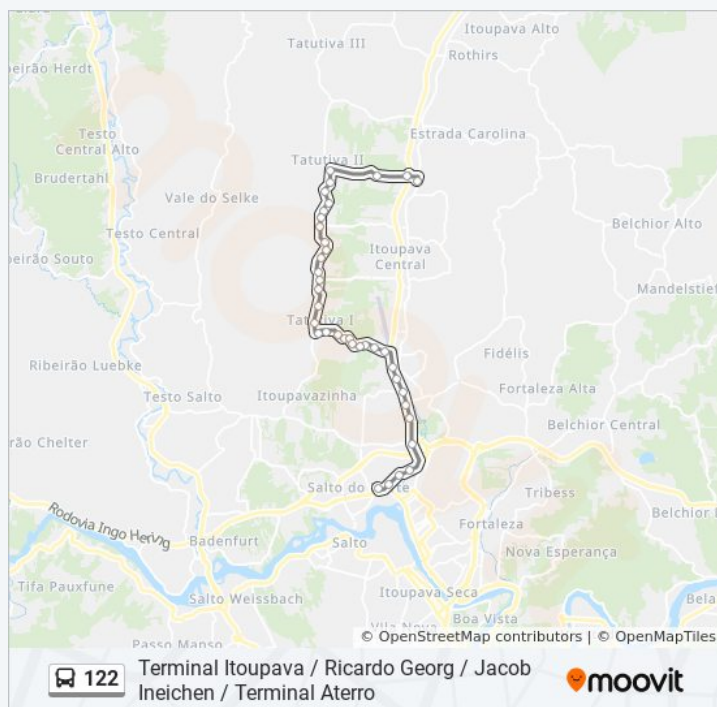 Itoupava Alto
Tatutiva III
Rothirs
beirão Herdt
Testo
Central Alto
Estrada Carolina
Tatutiva II
Brudertahl
Vale do Selke
Belchior Alto
Testo Central
Itoupava
Central
beirão Souto
Mandelstief
Tatutiva I
Fidélis
Ribeirão Luebke
Testo Salto
Itoupavazinha
Fortaleza Alta
Belchior Central
rão Chelter
Salto do Norte
Tribess
Rodovia Ingo Hering
Fortaleza
Belchior
Badenfurt
Salto
Nova Esperança
Tifa Pauxfune
Salto Weissbach
Itoupava Seca
Bela
Boa Vista
Vila Nova
Passo Manso
© OpenStreetMap contributors | © OpenMapTiles
122
Terminal Itoupava / Ricardo Georg / Jacob
Ineichen / Terminal Aterro
moovit